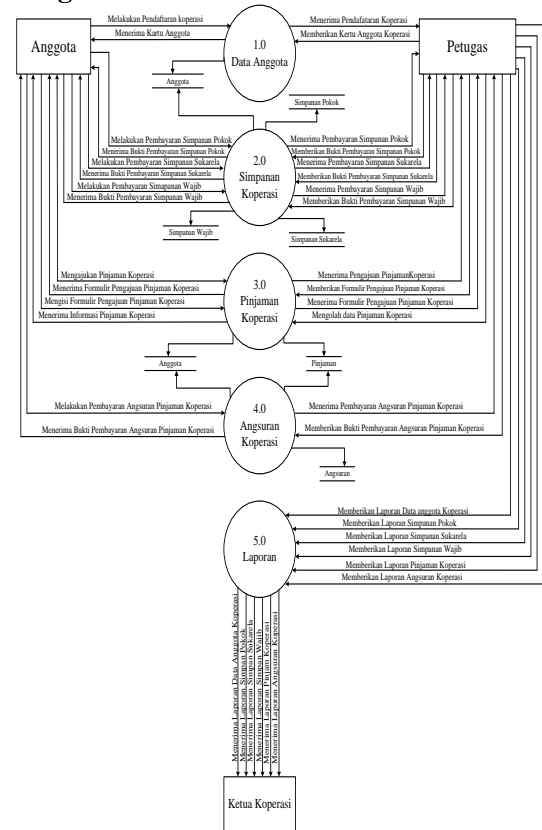 Melakukan Pendaftaran koperasi
Menerima Kartu Anggota
Anggota
1.0
Data Anggota
Menerima Pendafataran Koperasi
Memberikan Kertu Anggota Koperasi
Petugas
Anggota
Simpanan Pokok
Melakukan Pembayaran Simpanan Pokok
Menerima Bukti Pembayaran Simpanan Pokok
Melakukan Pembayaran Simpanan Sukarela
Menerima Bukti Pembayaran Simpanan Sukarela
Melakukan Pembayaran Simapanan Wajib
Menerima Bukti Pembayaran Simpanan Wajib
2.0
Simpanan
Koperasi
Menerima Pembayaran Simpanan Pokok
Memberikan Bukti Pembayaran Simpanan Pokok
Menerima Pembayaran Simpanan Sukarela
Memberikan Bukti Pembayaran Simpanan Sukarela
Menerima Pembayaran Simpanan Wajib
Memberikan Bukti Pembayaran Simpanan Wajib
Simpanan Wajib
Simpanan Sukarela
Mengajukan Pinjaman Koperasi
Menerima Formulir Pengajuan Pinjaman Koperasi
Mengisi Formulir Pengajuan Pinjaman Koperasi
Menerima Informasi Pinjaman Koperasi
3.0
Pinjaman
Koperasi
Menerima Pengajuan PinjamanKoperasi
Memberikan Formulir Pengajuan Pinjaman Koperasi
Menerima Formulir Pengajuan Pinjaman Koperasi
Mengolah data Pinjaman Koperasi
Anggota
Pinjaman
Melakukan Pembayaran Angsuran Pinjaman Koperasi
Menerima Bukti Pembayaran Angsuran Pinjaman Koperasi
4.0
Angsuran
Koperasi
Menerima Pembayaran Angsuran Pinjaman Koperasi
Memberikan Bukti Pembayaran Angsuran Pinjaman Koperasi
Angsuran
5.0
Laporan
Memberikan Laporan Data anggota Koperasi
Memberikan Laporan Simpanan Pokok
Memberikan Laporan Simpanan Sukarela
Memberikan Laporan Simpanan Wajib
Memberikan Laporan Pinjaman Koperasi
Memberikan Laporan Angsuran Koperasi
Menerima Laporan Data Anggota Koperasi
Menerima Laporan Simpan Pokok
Menerima Laporan Simpan Sukarela
Menerima Laporan Simpan Wajib
Menerima Laporan Pinjam Koperasi
Menerima Laporan Angsuran Koperasi
Ketua Koperasi